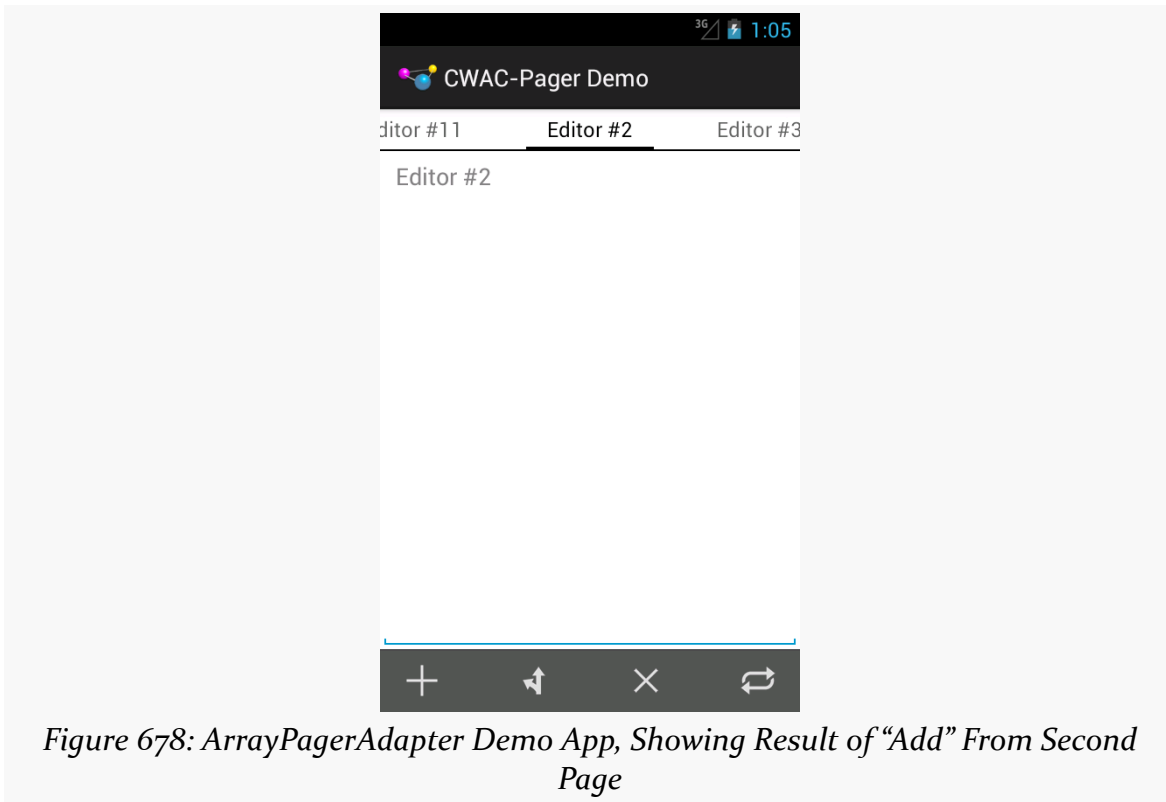 3G 1:05
CWAC-Pager Demo
ditor #11 Editor #2 Editor #3
Editor #2
Figure 678: ArrayPagerAdapter Demo App, Showing Result of “Add” From Second
Page